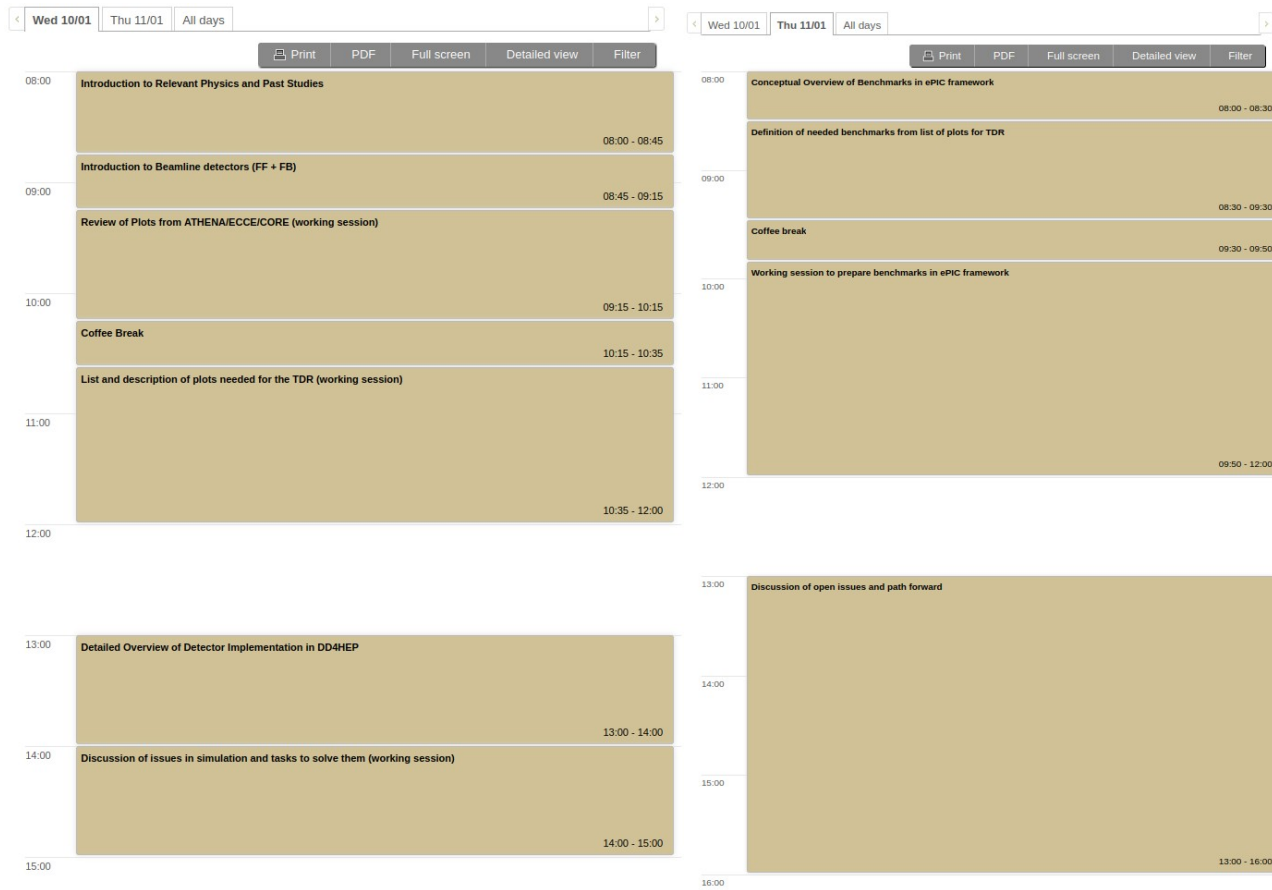 Wed 10/01 Thu 11/01 All days
Print PDF Full screen Detailed view Filter
08:00
Introduction to Relevant Physics and Past Studies
08:00 - 08:45
Introduction to Beamline detectors (FF + FB)
09:00
08:45 - 09:15
Review of Plots from ATHENA/ECCE/CORE (working session)
10:00
09:15 - 10:15
Coffee Break
10:15 - 10:35
List and description of plots needed for the TDR (working session)
11:00
10:35 - 12:00
12:00
13:00
Detailed Overview of Detector Implementation in DD4HEP
13:00 - 14:00
14:00
Discussion of issues in simulation and tasks to solve them (working session)
14:00 - 15:00
15:00
Wed 10/01 Thu 11/01 All days
Print PDF Full screen Detailed view Filter
08:00
Conceptual Overview of Benchmarks in ePIC framework
08:00 - 08:30
Definition of needed benchmarks from list of plots for TDR
09:00
08:30 - 09:30
Coffee break
09:30 - 09:50
Working session to prepare benchmarks in ePIC framework
10:00
11:00
09:50 - 12:00
12:00
13:00
Discussion of open issues and path forward
14:00
15:00
13:00 - 16:00
16:00